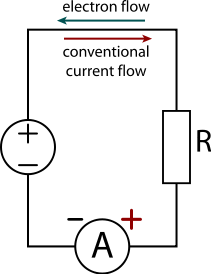 electron flow
conventional
current flow
+
−
R
− +
A